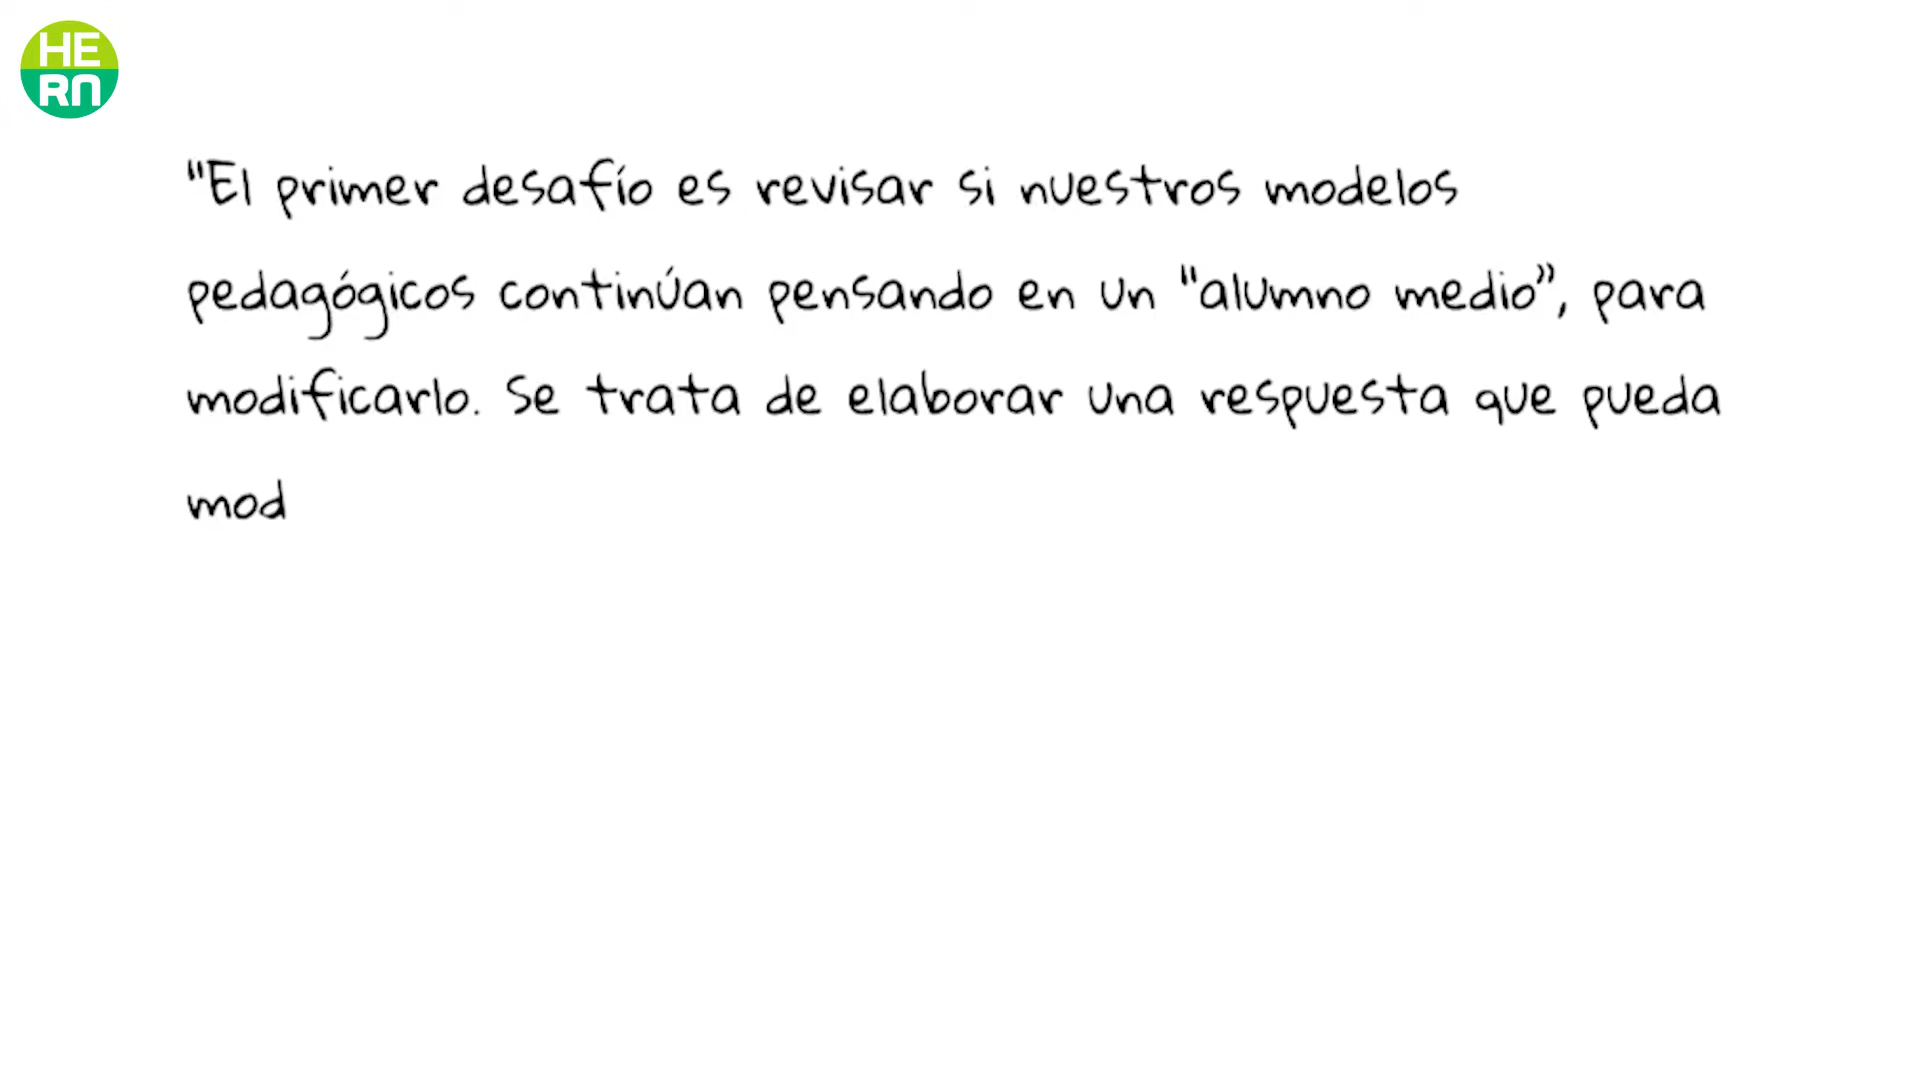 HE
RN
"El primer desafío es revisar si nuestros modelos
pedagógicos continúan pensando en un "alumno medio", para
modificarlo. Se trata de elaborar una respuesta que pueda
mod